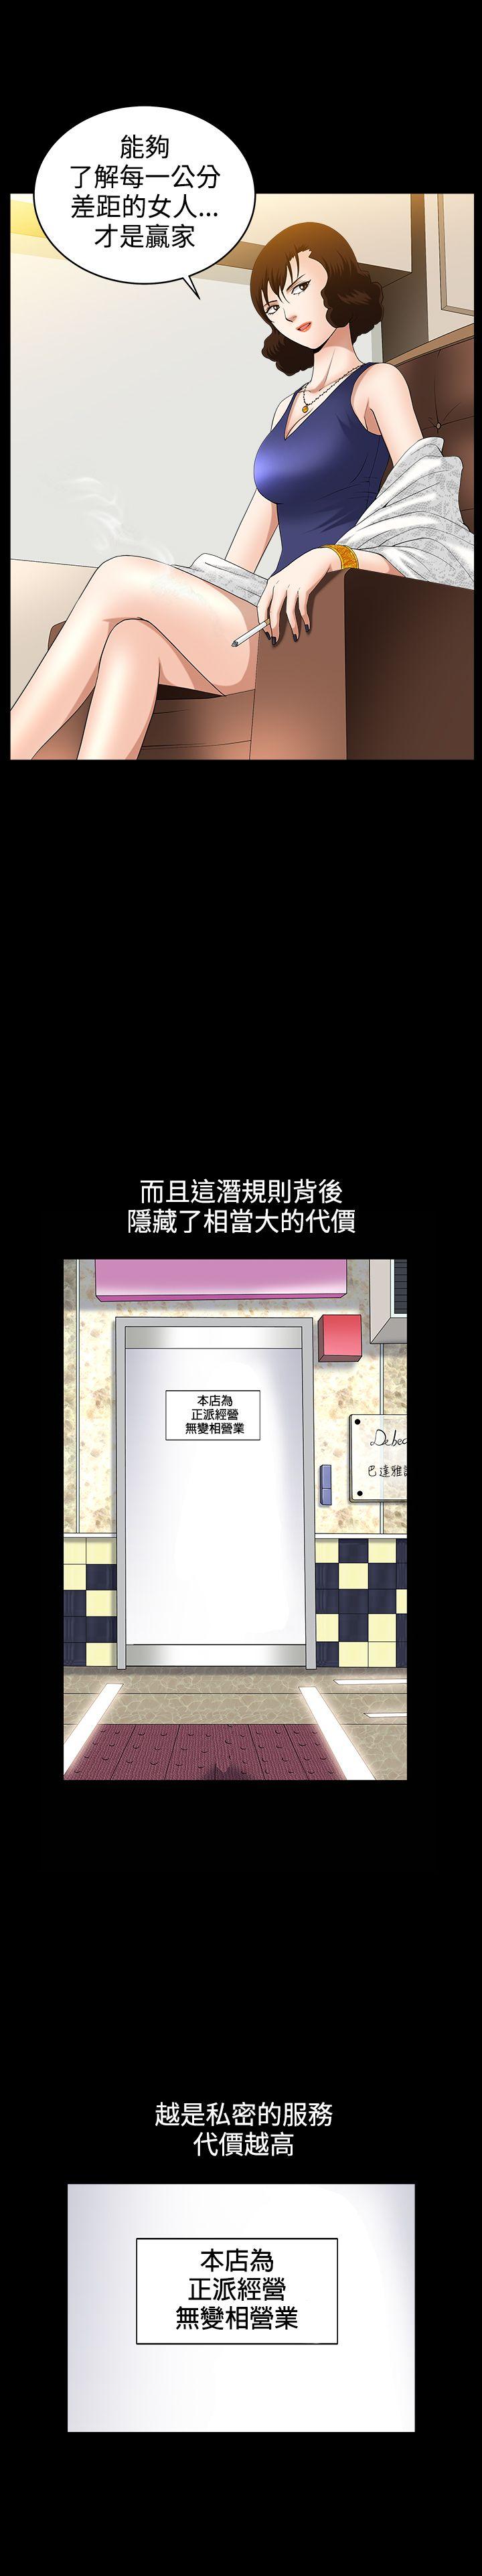 能夠
了解每一公分
差距的女人...
才是贏家
而且這潛規則背後
隱藏了相當大的代價
本店為
正派經營
無變相營業
Debec
巴達雅
越是私密的服務
代價越高
本店為
正派經營
無變相營業